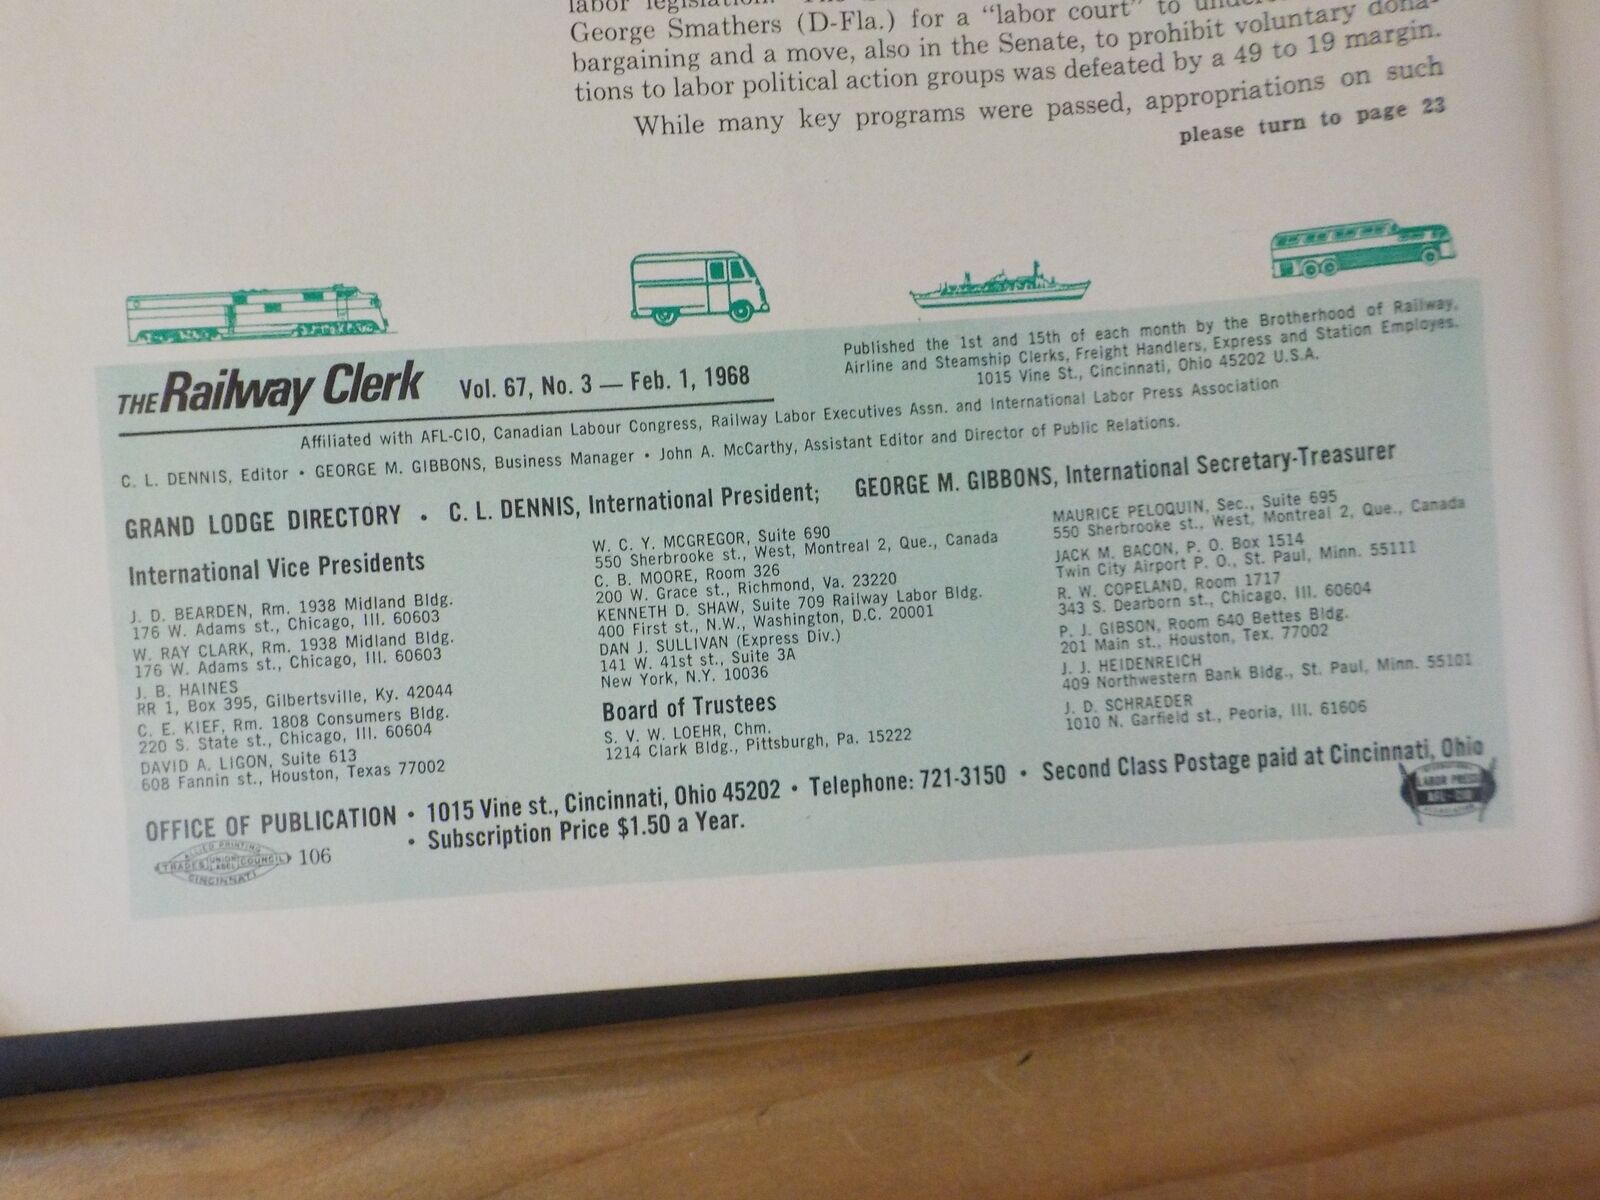 labor legislation. The
George Smathers (D-Fla.) for a "labor court" to
bargaining and a move, also in the Senate, to prohibit voluntary dona-
tions to labor political action groups was defeated by a 49 to 19 margin.
While many key programs were passed, appropriations on such
please turn to page 23
THE Railway Clerk Vol. 67, No. 3 — Feb. 1, 1968
Published the 1st and 15th of each month by the Brotherhood of Railway,
Airline and Steamship Clerks, Freight Handlers, Express and Station Employes.
1015 Vine St., Cincinnati, Ohio 45202 U.S.A.
Affiliated with AFL-CIO, Canadian Labour Congress, Railway Labor Executives Assn. and International Labor Press Association
C. L. DENNIS, Editor • GEORGE M. GIBBONS, Business Manager • John A. McCarthy, Assistant Editor and Director of Public Relations.
GRAND LODGE DIRECTORY • C. L. DENNIS, International President; GEORGE M. GIBBONS, International Secretary-Treasurer
International Vice Presidents
J. D. BEARDEN, Rm. 1938 Midland Bldg.
176 W. Adams st., Chicago, Ill. 60603
W. RAY CLARK, Rm. 1938 Midland Bldg.
176 W. Adams st., Chicago, Ill. 60603
J. B. HAINES
RR 1, Box 395, Gilbertsville, Ky. 42044
C. E. KIEF, Rm. 1808 Consumers Bldg.
220 S. State st., Chicago, Ill. 60604
DAVID A. LIGON, Suite 613
608 Fannin st., Houston, Texas 77002
W. C. Y. MCGREGOR, Suite 690
550 Sherbrooke st., West, Montreal 2, Que., Canada
C. B. MOORE, Room 326
200 W. Grace st., Richmond, Va. 23220
KENNETH D. SHAW, Suite 709 Railway Labor Bldg.
400 First st., N.W., Washington, D.C. 20001
DAN J. SULLIVAN (Express Div.)
141 W. 41st st., Suite 3A
New York, N.Y. 10036
Board of Trustees
S. V. W. LOEHR, Chm.
1214 Clark Bldg., Pittsburgh, Pa. 15222
MAURICE PELOQUIN, Sec., Suite 695
550 Sherbrooke st., West, Montreal 2, Que., Canada
JACK M. BACON, P. O. Box 1514
Twin City Airport P. O., St. Paul, Minn. 55111
R. W. COPELAND, Room 1717
343 S. Dearborn st., Chicago, Ill. 60604
P. J. GIBSON, Room 640 Bettes Bldg.
201 Main st., Houston, Tex. 77002
J. J. HEIDENREICH
409 Northwestern Bank Bldg., St. Paul, Minn. 55101
J. D. SCHRAEDER
1010 N. Garfield st., Peoria, Ill. 61606
OFFICE OF PUBLICATION • 1015 Vine st., Cincinnati, Ohio 45202 • Telephone: 721-3150 • Second Class Postage paid at Cincinnati, Ohio
• Subscription Price $1.50 a Year.
ALLIED PRINTING
TRADES UNION LABEL COUNCIL
CINCINNATI
106
INTERNATIONAL
LABOR PRESS
AFL-CIO